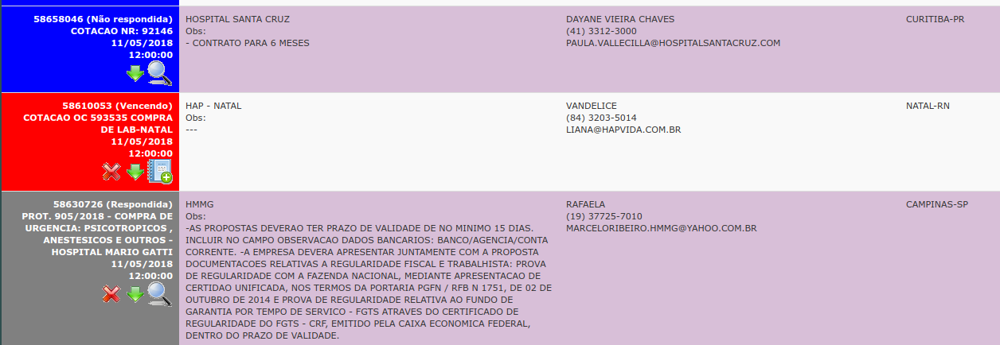 58658046 (Não respondida)
COTACAO NR: 92146
11/05/2018
12:00:00
HOSPITAL SANTA CRUZ
Obs:
- CONTRATO PARA 6 MESES
DAYANE VIEIRA CHAVES
(41) 3312-3000
PAULA.VALLECILLA@HOSPITALSANTACRUZ.COM
CURITIBA-PR
58610053 (Vencendo)
COTACAO OC 593535 COMPRA
DE LAB-NATAL
11/05/2018
12:00:00
HAP - NATAL
Obs:
---
VANDELICE
(84) 3203-5014
LIANA@HAPVIDA.COM.BR
NATAL-RN
58630726 (Respondida)
PROT. 905/2018 - COMPRA DE
URGENCIA: PSICOTROPICOS ,
ANESTESICOS E OUTROS -
HOSPITAL MARIO GATTI
11/05/2018
12:00:00
HMMG
Obs:
-AS PROPOSTAS DEVERAO TER PRAZO DE VALIDADE DE NO MINIMO 15 DIAS.
INCLUIR NO CAMPO OBSERVACAO DADOS BANCARIOS: BANCO/AGENCIA/CONTA
CORRENTE. -A EMPRESA DEVERA APRESENTAR JUNTAMENTE COM A PROPOSTA
DOCUMENTACOES RELATIVAS A REGULARIDADE FISCAL E TRABALHISTA: PROVA
DE REGULARIDADE COM A FAZENDA NACIONAL, MEDIANTE APRESENTACAO DE
CERTIDAO UNIFICADA, NOS TERMOS DA PORTARIA PGFN / RFB N 1751, DE 02 DE
OUTUBRO DE 2014 E PROVA DE REGULARIDADE RELATIVA AO FUNDO DE
GARANTIA POR TEMPO DE SERVICO - FGTS ATRAVES DO CERTIFICADO DE
REGULARIDADE DO FGTS - CRF, EMITIDO PELA CAIXA ECONOMICA FEDERAL,
DENTRO DO PRAZO DE VALIDADE.
RAFAELA
(19) 37725-7010
MARCELORIBEIRO.HMMG@YAHOO.COM.BR
CAMPINAS-SP